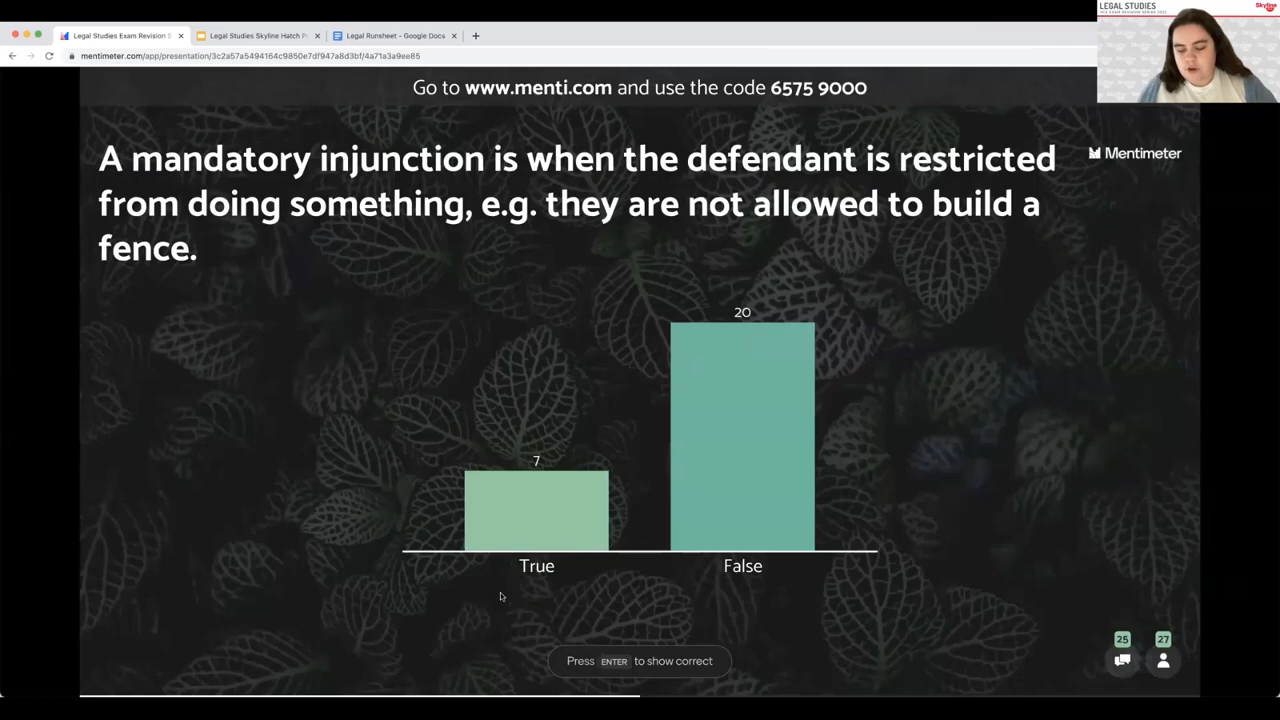 Legal Studies Exam Revision S
Legal Studies Skyline Hatch P
Legal Runsheet - Google Docs
mentimeter.com/app/presentation/3c2a57a5494164c9850e7df947a8d3bf/4a71a3a9ee85
LEGAL STUDIES
Skyline
Go to www.menti.com and use the code 6575 9000
A mandatory injunction is when the defendant is restricted
from doing something, e.g. they are not allowed to build a
fence.
Mentimeter
20
7
True
False
25
27
Press ENTER to show correct